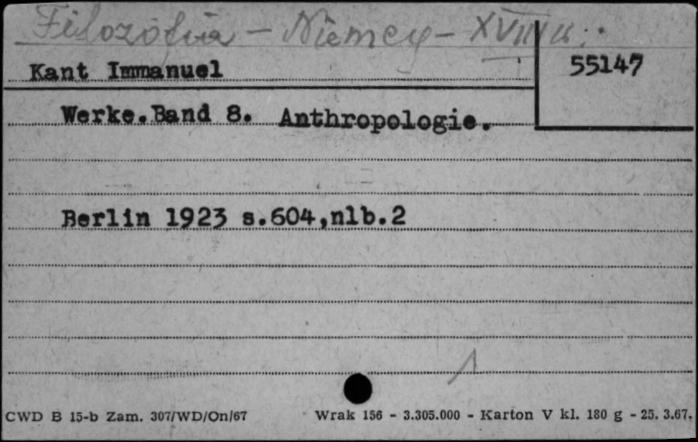 Filozofia - Niemcy - XVIII w.
Kant Immanuel
55147
Werke.Band 8. Anthropologie.
Berlin 1923 s.604,nlb.2
1
CWD B 15-b Zam. 307/WD/On/67 Wrak 156 - 3.305.000 - Karton V kl. 180 g - 25. 3.67.